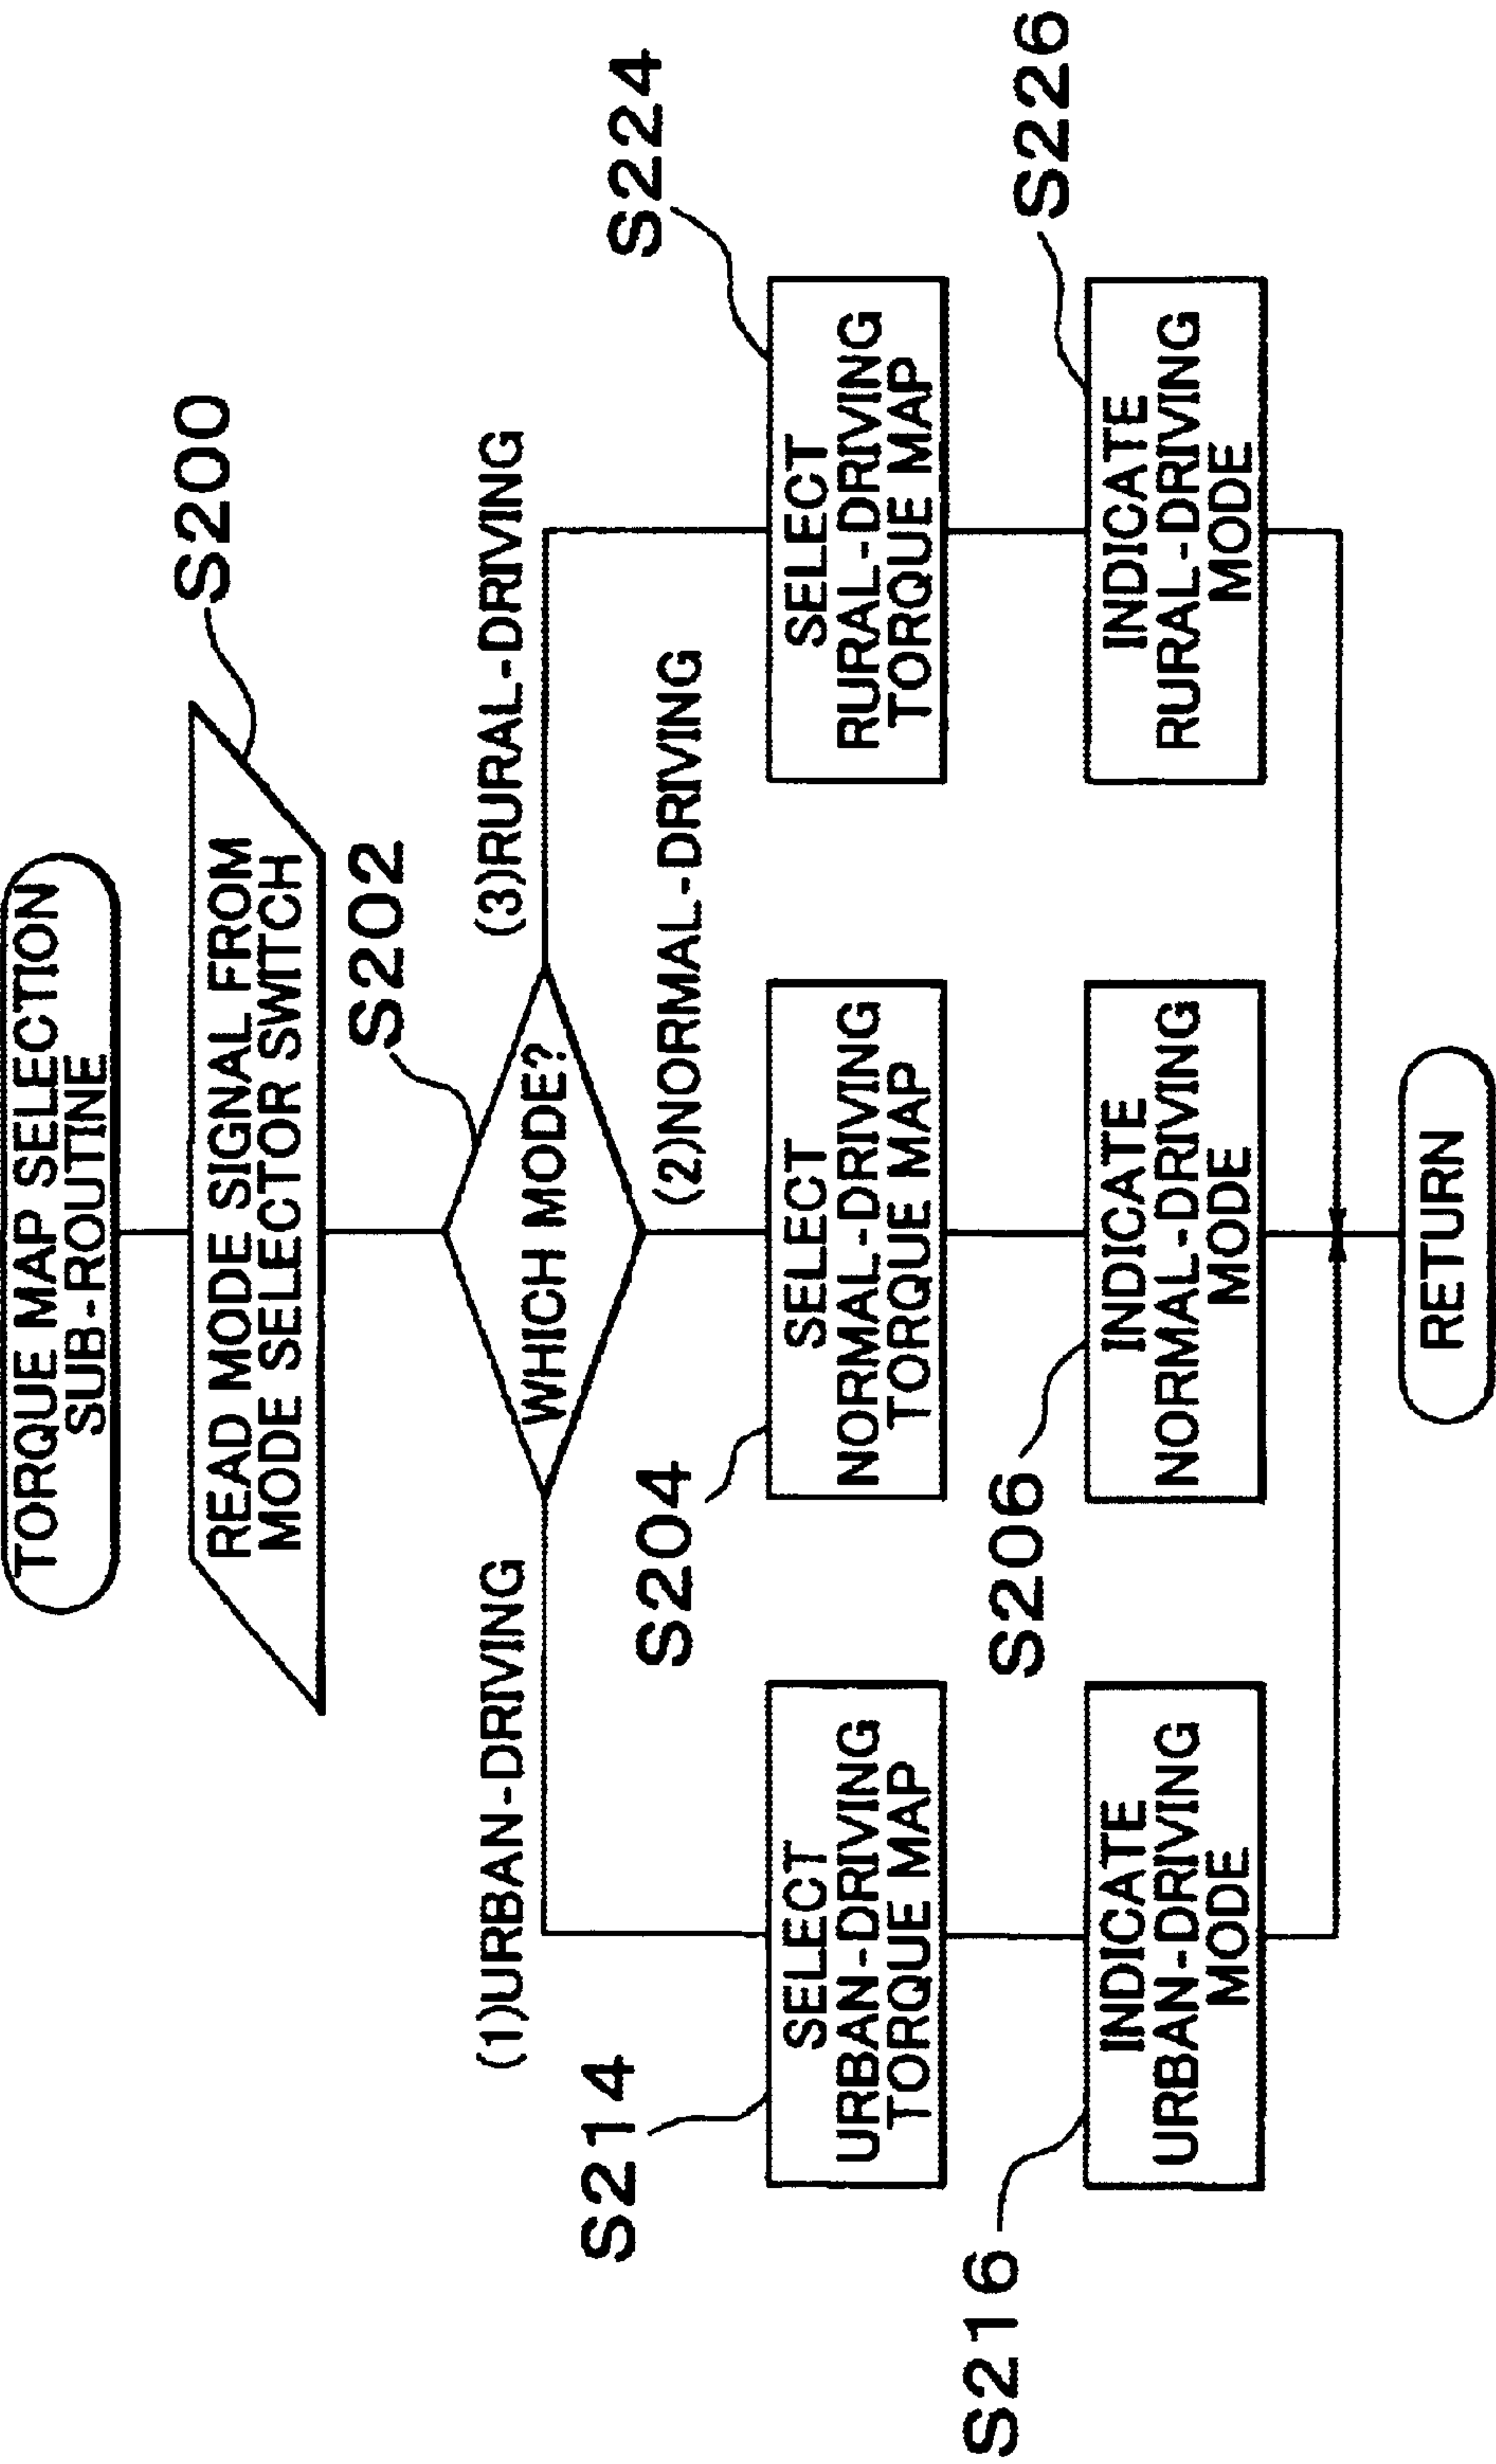 TORQUE MAP SELECTION
SUB-ROUTINE
READ MODE SIGNAL FROM
MODE SELECTOR SWITCH
S200
WHICH MODE?
S202
(1)URBAN-DRIVING
(2)NORMAL-DRIVING
(3)RURAL-DRIVING
S214
SELECT
URBAN-DRIVING
TORQUE MAP
S204
SELECT
NORMAL-DRIVING
TORQUE MAP
S224
SELECT
RURAL-DRIVING
TORQUE MAP
S216
INDICATE
URBAN-DRIVING
MODE
S206
INDICATE
NORMAL-DRIVING
MODE
S226
INDICATE
RURAL-DRIVING
MODE
RETURN